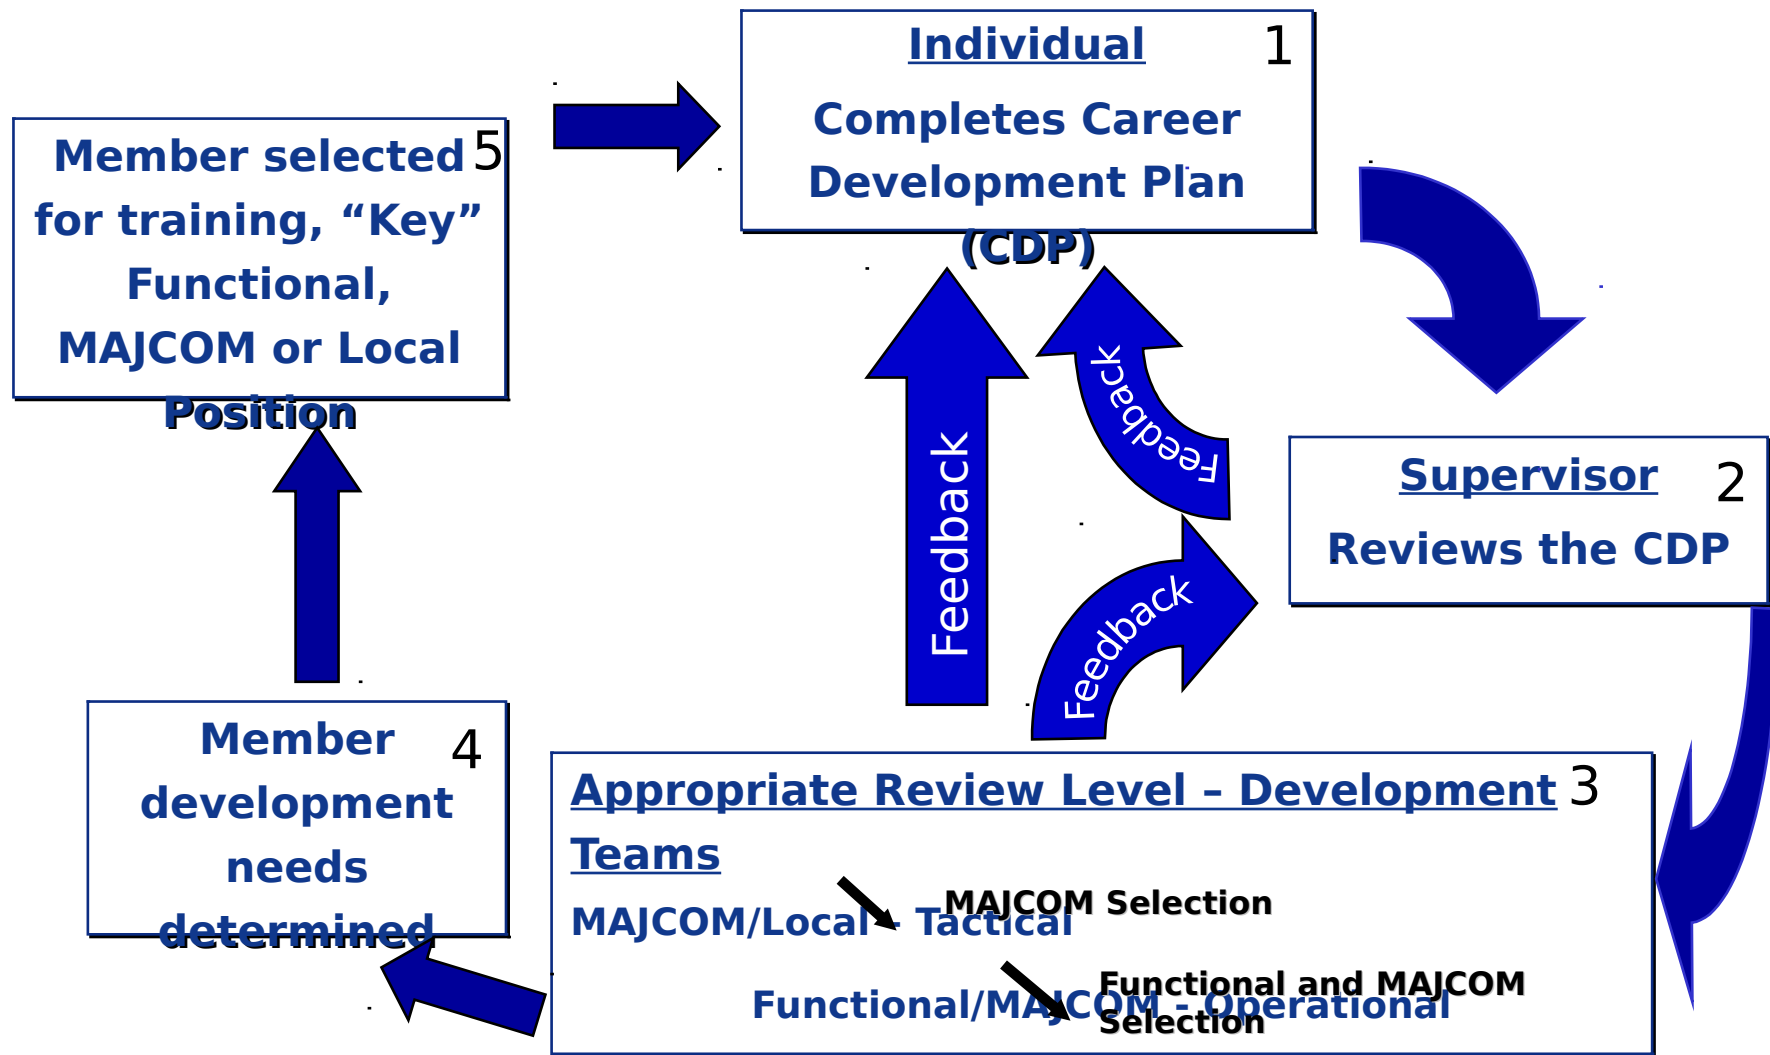 Individual
1
Completes Career
Development Plan
(CDP)
Member selected
5
for training, “Key”
Functional,
MAJCOM or Local
Position
Feedback
Feedback
Feedback
Supervisor
2
Reviews the CDP
Member
4
development
needs
determined
Appropriate Review Level – Development
3
Teams
MAJCOM/Local - Tactical
MAJCOM Selection
Functional/MAJCOM - Operational
Functional and MAJCOM
Selection